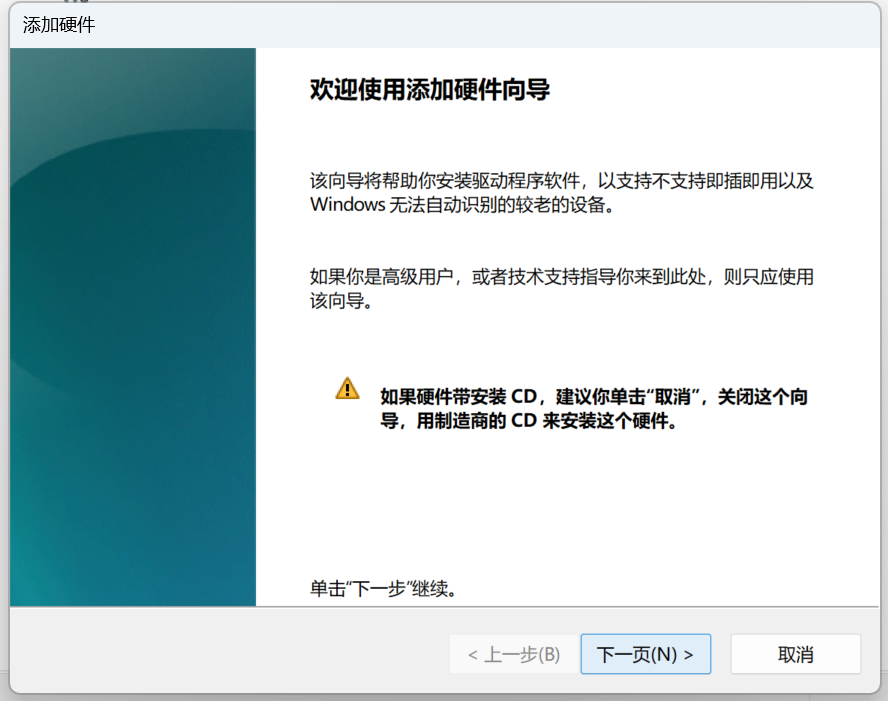 添加硬件
欢迎使用添加硬件向导
该向导将帮助你安装驱动程序软件，以支持不支持即插即用以及
Windows 无法自动识别的较老的设备。
如果你是高级用户，或者技术支持指导你来到此处，则只应使用
该向导。
如果硬件带安装 CD，建议你单击“取消”，关闭这个向
导，用制造商的 CD 来安装这个硬件。
单击“下一步”继续。
< 上一步(B)
下一页(N) >
取消